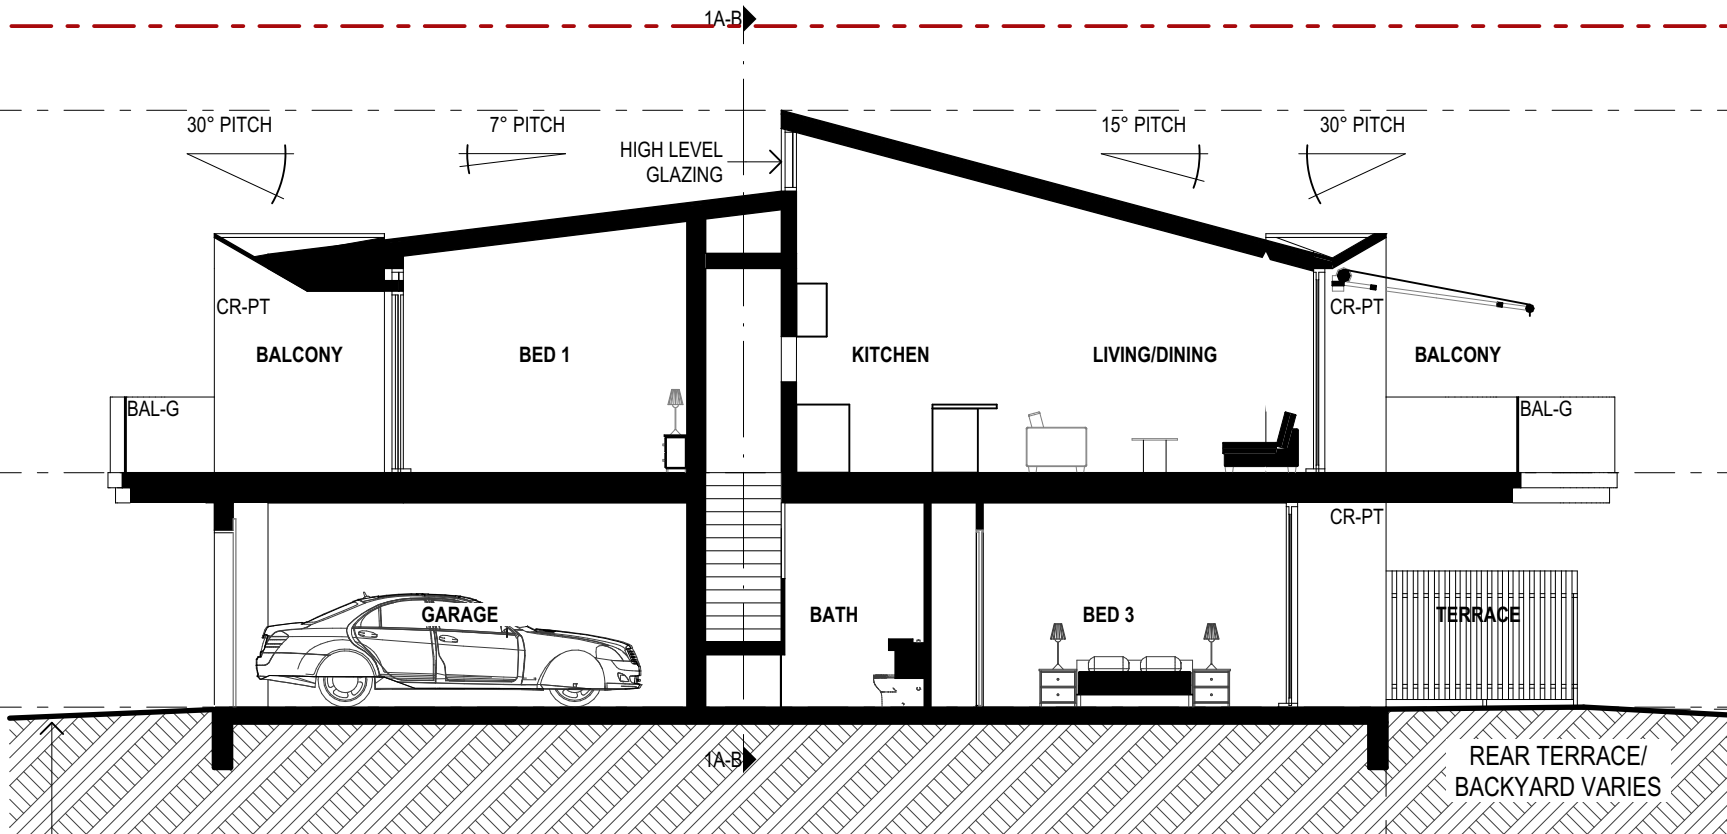 1A-B
30° PITCH
7° PITCH
15° PITCH
30° PITCH
HIGH LEVEL
GLAZING
CR-PT
CR-PT
BALCONY
BED 1
KITCHEN
LIVING/DINING
BALCONY
BAL-G
BAL-G
CR-PT
GARAGE
BATH
BED 3
TERRACE
1A-B
REAR TERRACE/
BACKYARD VARIES